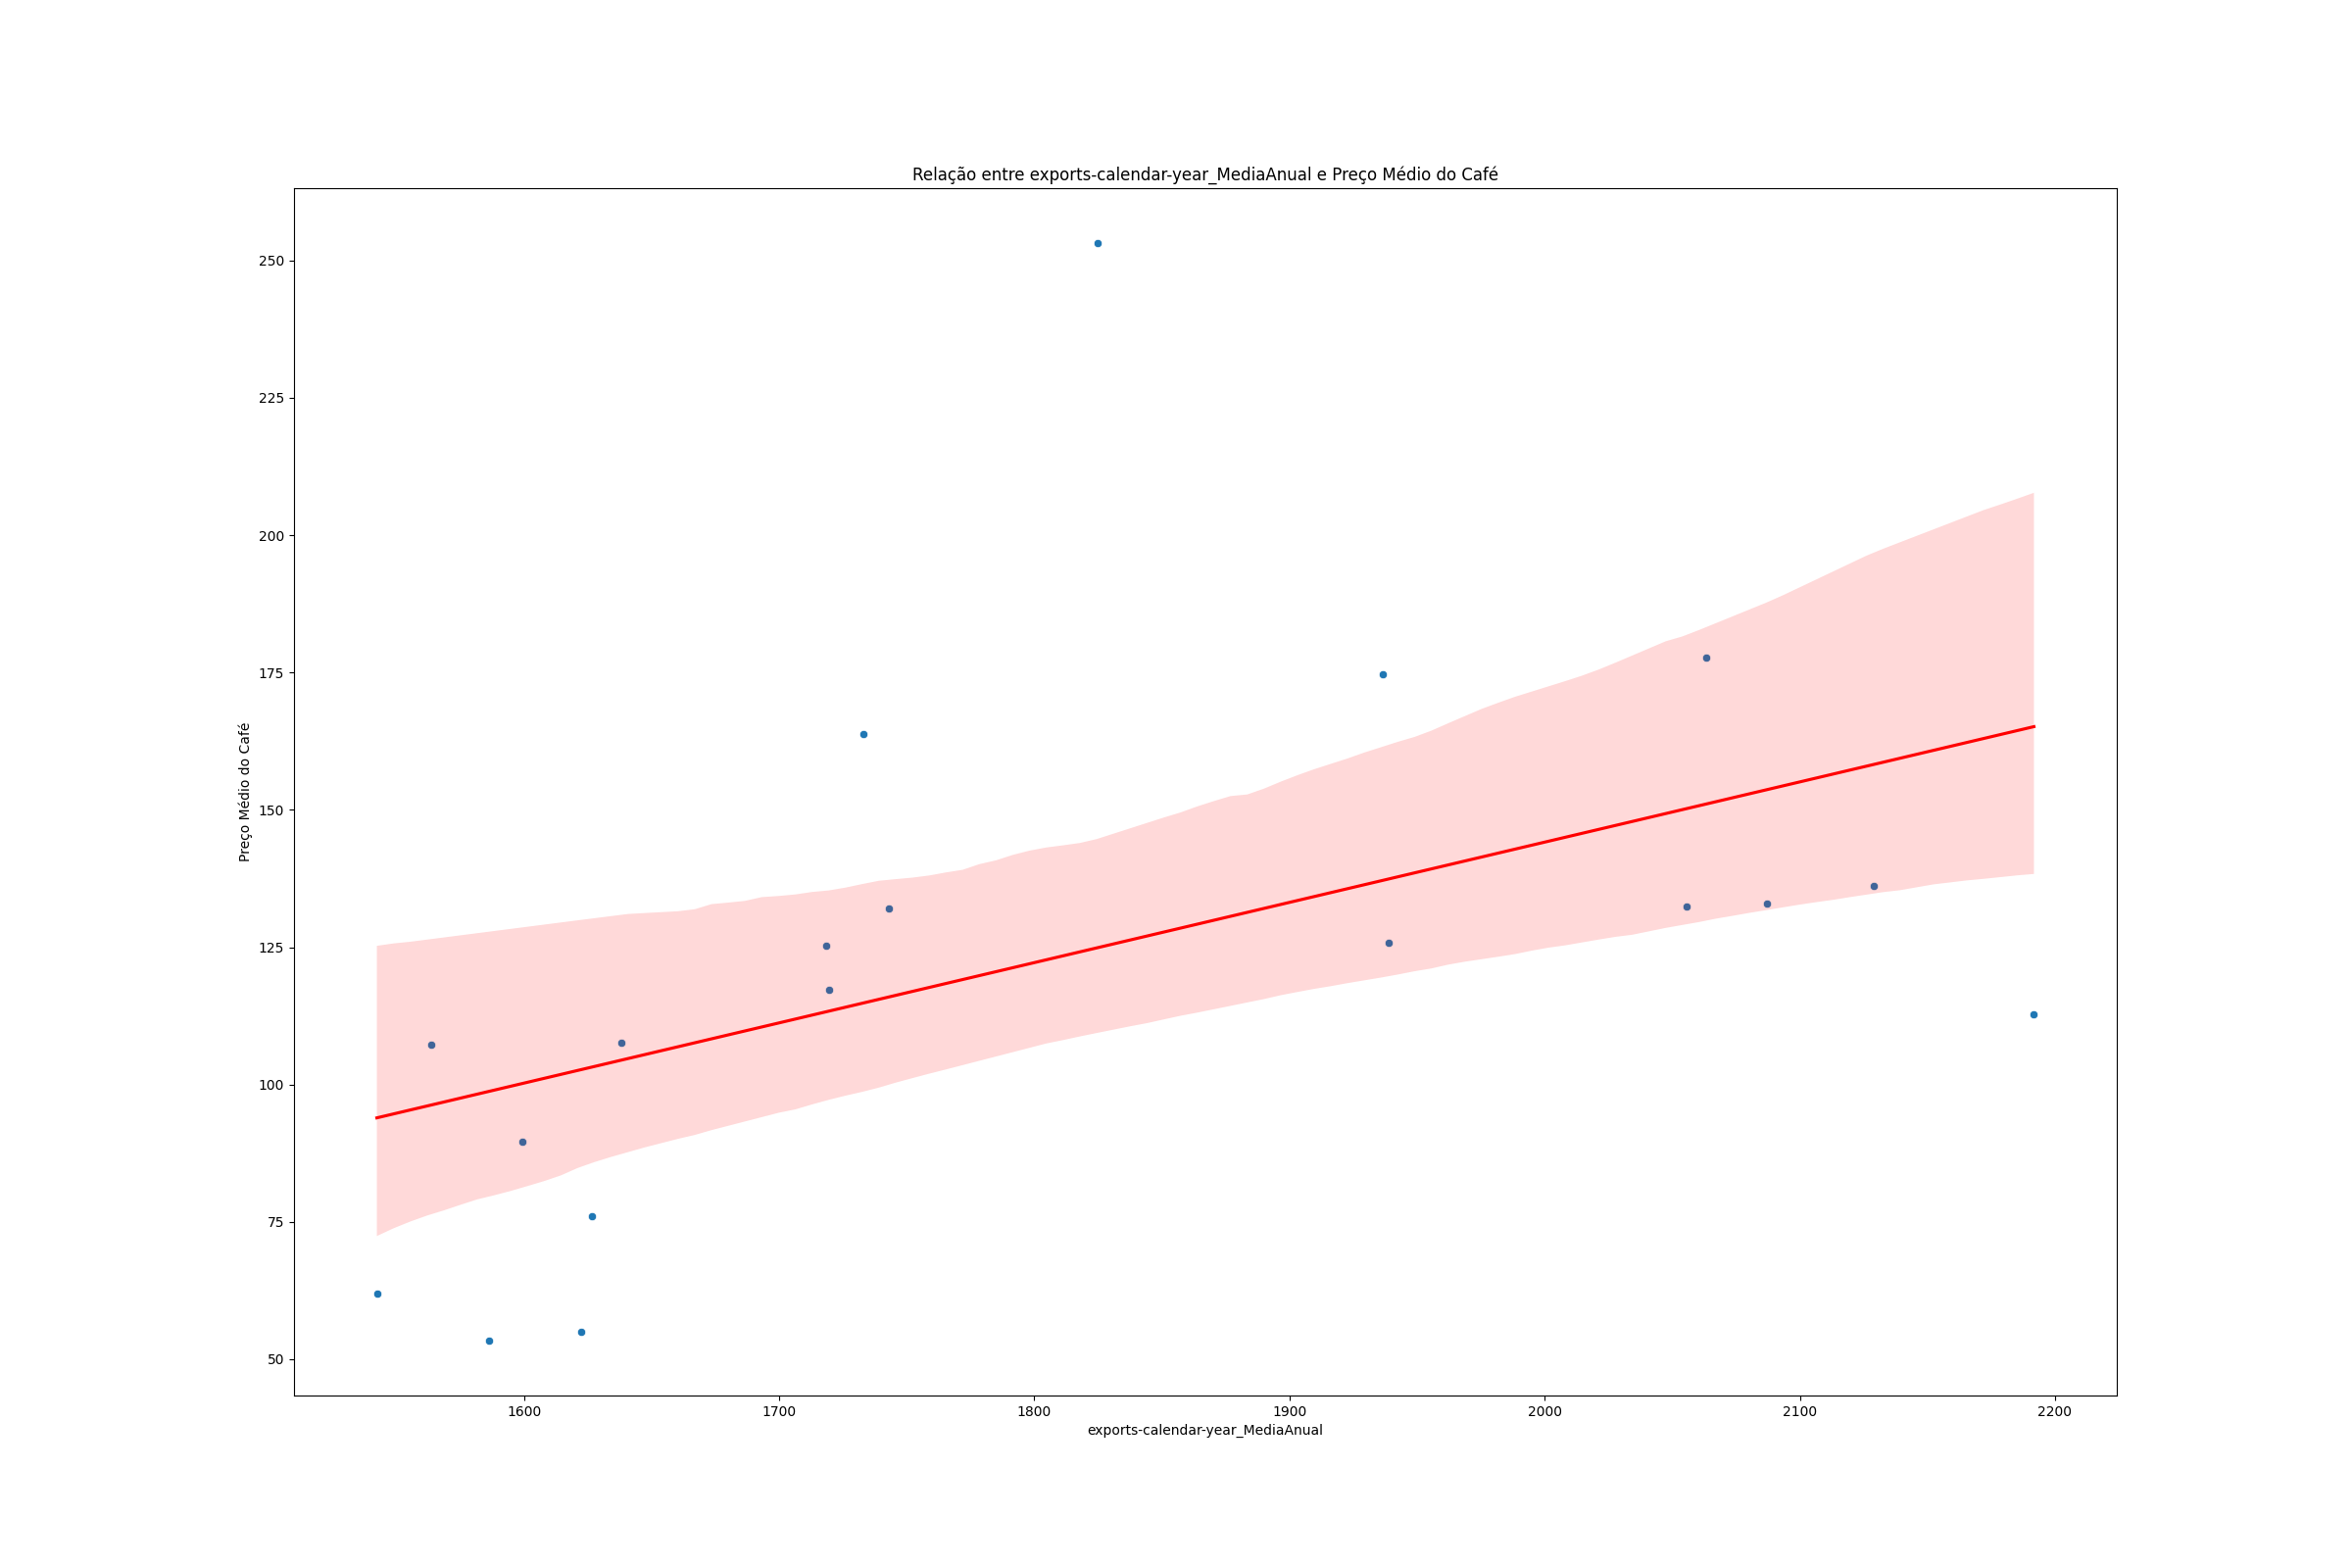 Relação entre exports-calendar-year_MediaAnual e Preço Médio do Café
250
225
200
175
150
125
100
75
50
Preço Médio do Café
1600 1700 1800 1900 2000 2100 2200
exports-calendar-year_MediaAnual